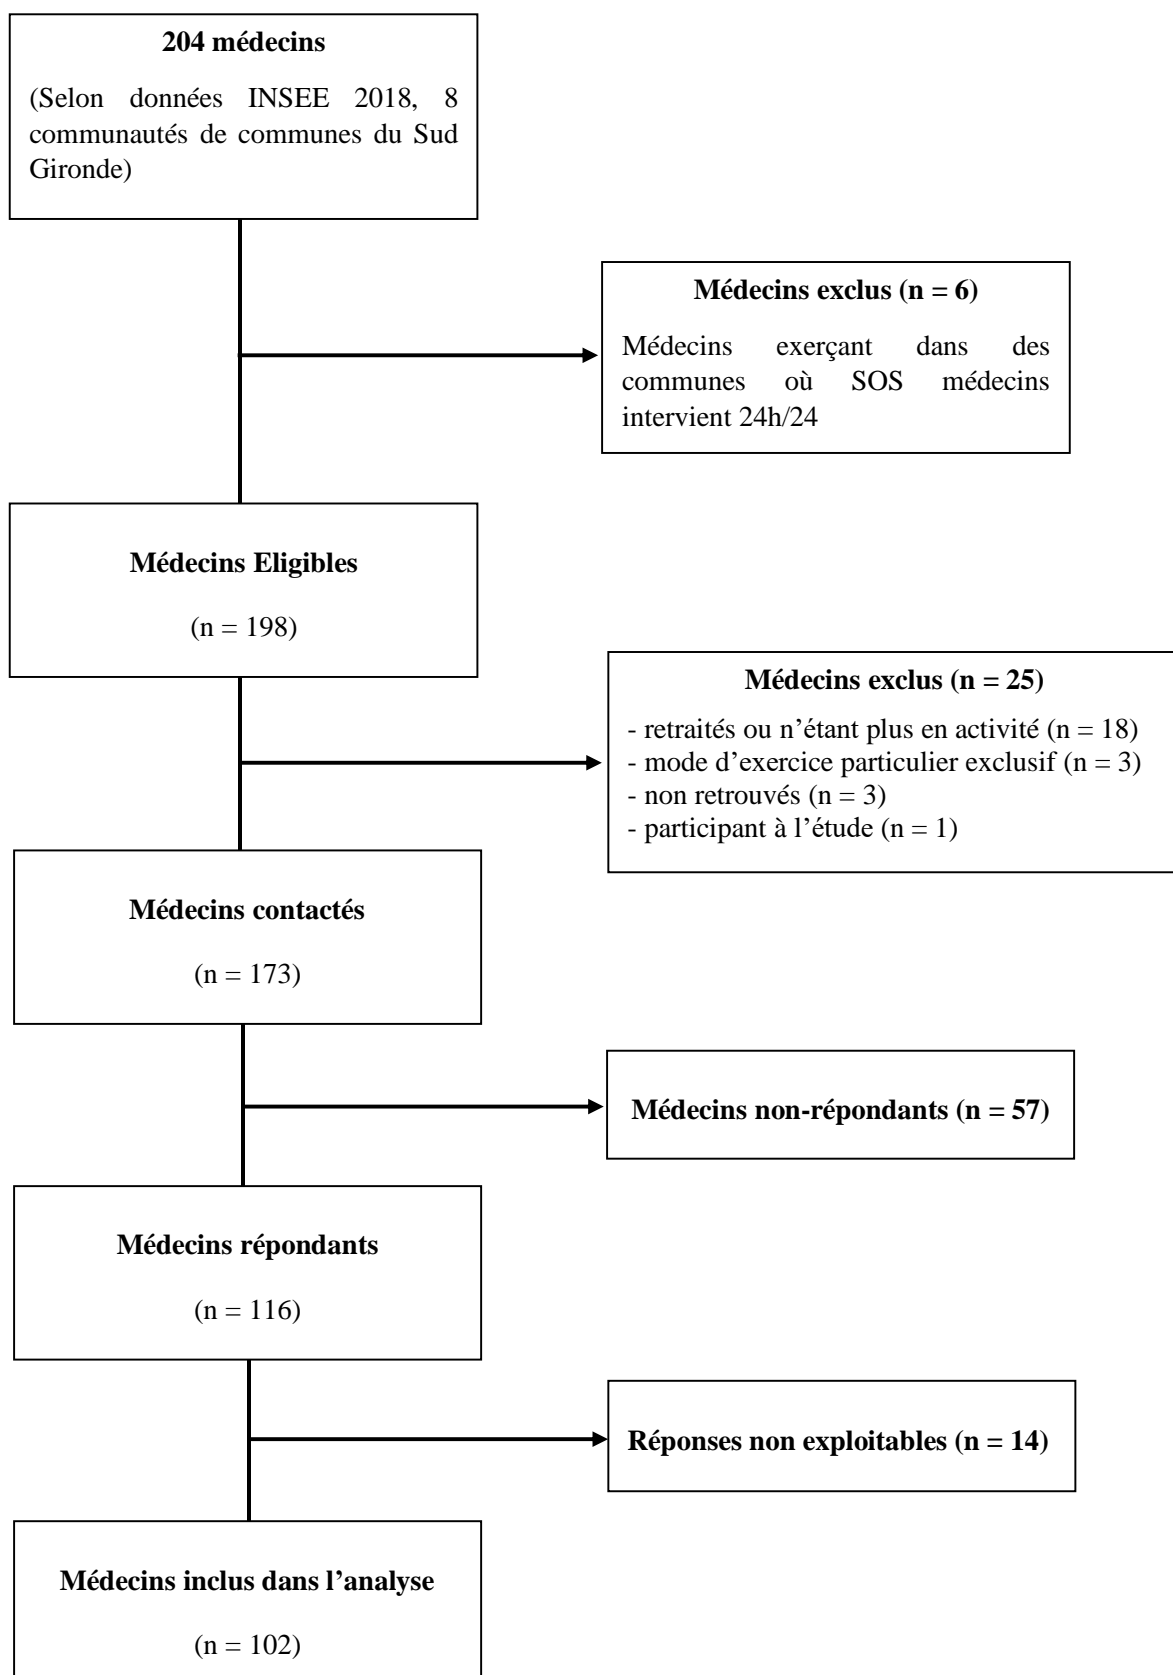 204 médecins
(Selon données INSEE 2018, 8
communautés de communes du Sud
Gironde)
Médecins exclus (n = 6)
Médecins exerçant dans des
communes où SOS médecins
intervient 24h/24
Médecins Eligibles
(n = 198)
Médecins exclus (n = 25)
- retraités ou n’étant plus en activité (n = 18)
- mode d’exercice particulier exclusif (n = 3)
- non retrouvés (n = 3)
- participant à l’étude (n = 1)
Médecins contactés
(n = 173)
Médecins non-répondants (n = 57)
Médecins répondants
(n = 116)
Réponses non exploitables (n = 14)
Médecins inclus dans l’analyse
(n = 102)